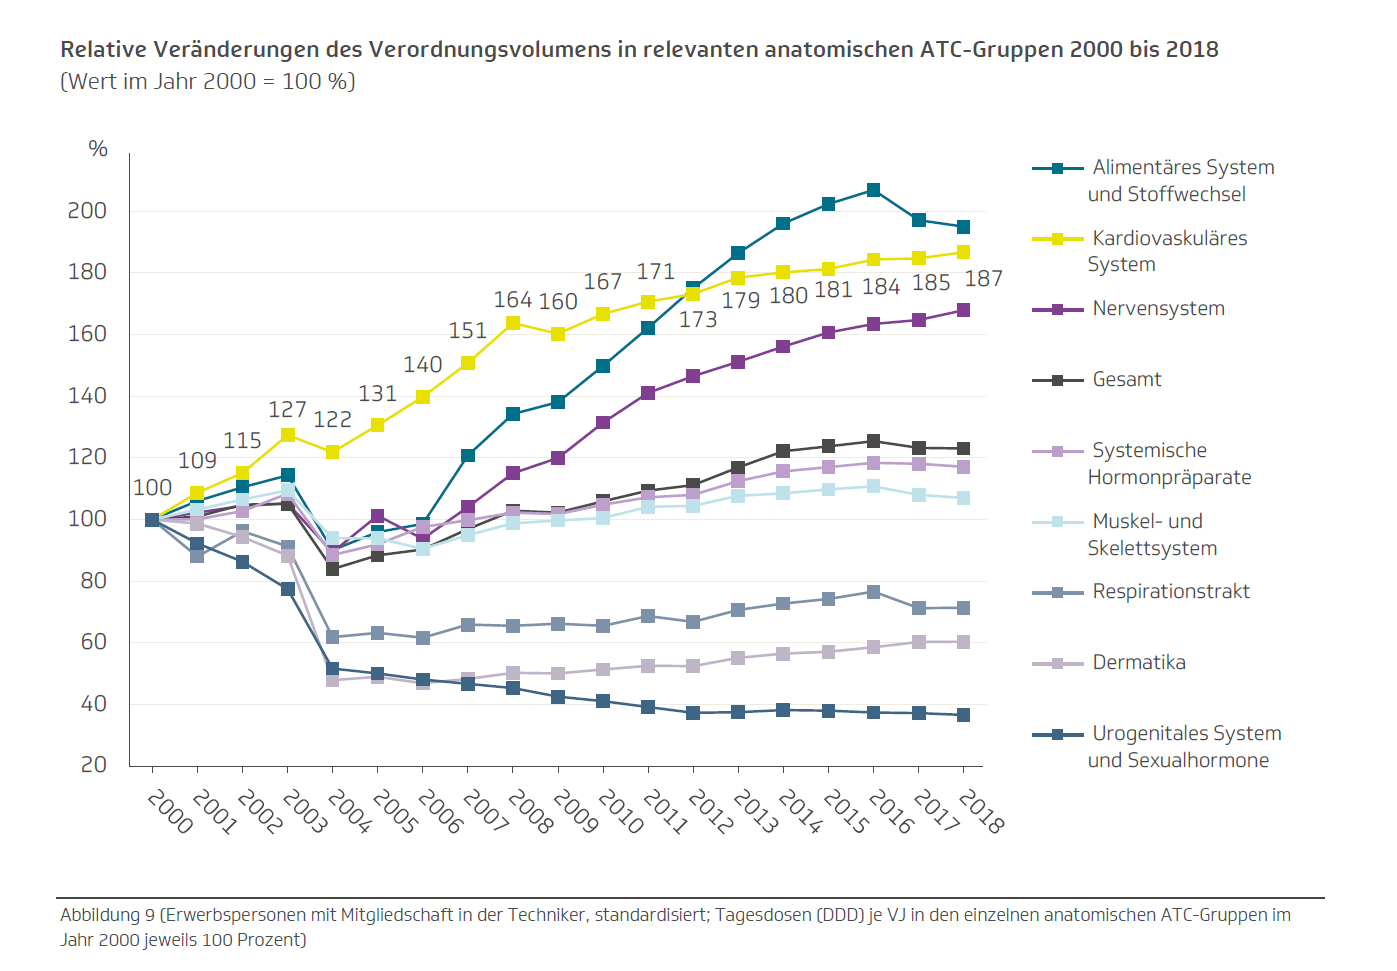 Relative Veränderungen des Verordnungsvolumens in relevanten anatomischen ATC-Gruppen 2000 bis 2018
(Wert im Jahr 2000 = 100 %)
%
200
180
160
140
120
100
80
60
40
20
100
109
115
127
122
131
140
151
164
160
167
171
173
179
180
181
184
185
187
2000
2001
2002
2003
2004
2005
2006
2007
2008
2009
2010
2011
2012
2013
2014
2015
2016
2017
2018
Alimentäres System
und Stoffwechsel
Kardiovaskuläres
System
Nervensystem
Gesamt
Systemische
Hormonpräparate
Muskel- und
Skelettsystem
Respirationstrakt
Dermatika
Urogenitales System
und Sexualhormone
Abbildung 9 (Erwerbspersonen mit Mitgliedschaft in der Techniker, standardisiert; Tagesdosen (DDD) je VJ in den einzelnen anatomischen ATC-Gruppen im
Jahr 2000 jeweils 100 Prozent)